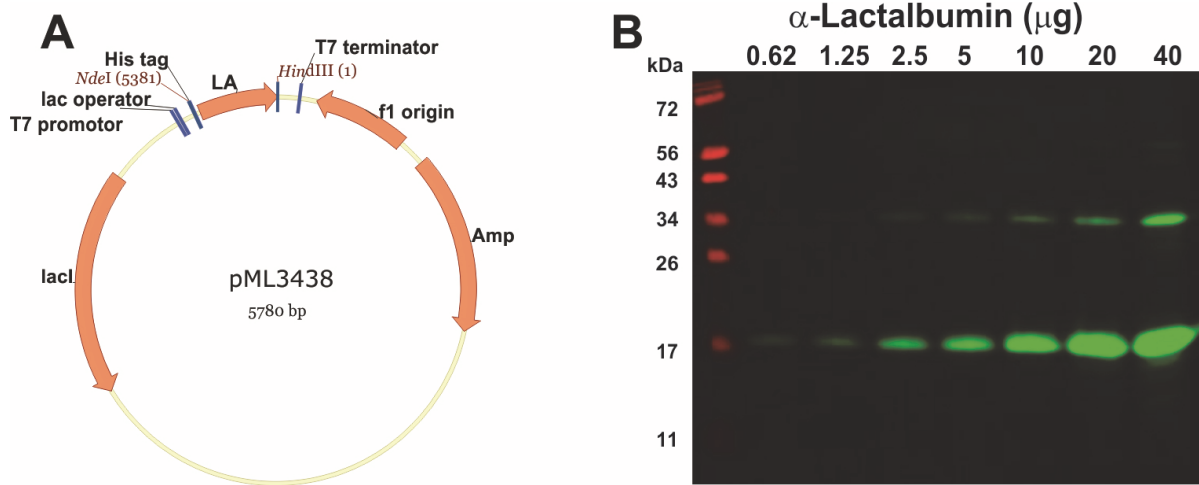 A
T7 terminator
His tag
HindIII (1)
NdeI (5381)
LA
lac operator
f1 origin
T7 promotor
Amp
lacI
pML3438
5780 bp
B
α-Lactalbumin (μg)
kDa
0.62 1.25 2.5 5 10 20 40
72
56
43
34
26
17
11